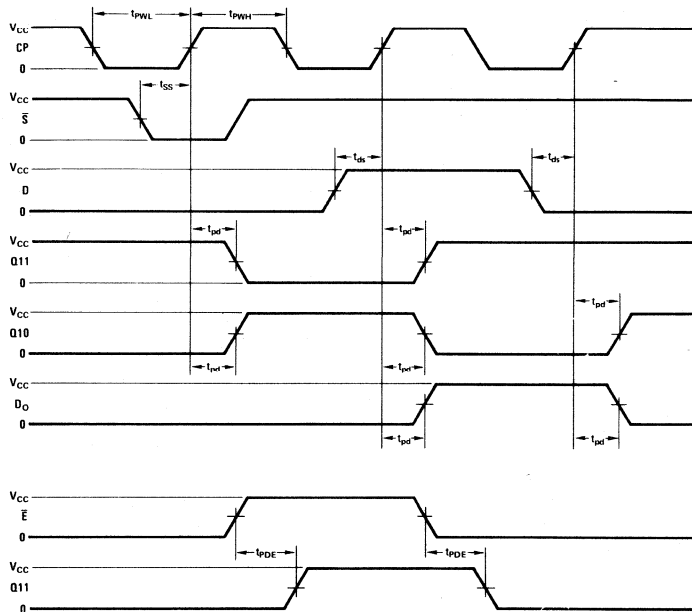 VCC tPWL tPWH
CP
0
tSS
VCC
S̅
0
VCC tds tds
D
0
VCC tpd tpd
Q11
0
VCC tpd
Q10
0 tpd tpd
VCC
DO
0
tpd tpd
VCC
E̅
0
tPDE tPDE
VCC
Q11
0